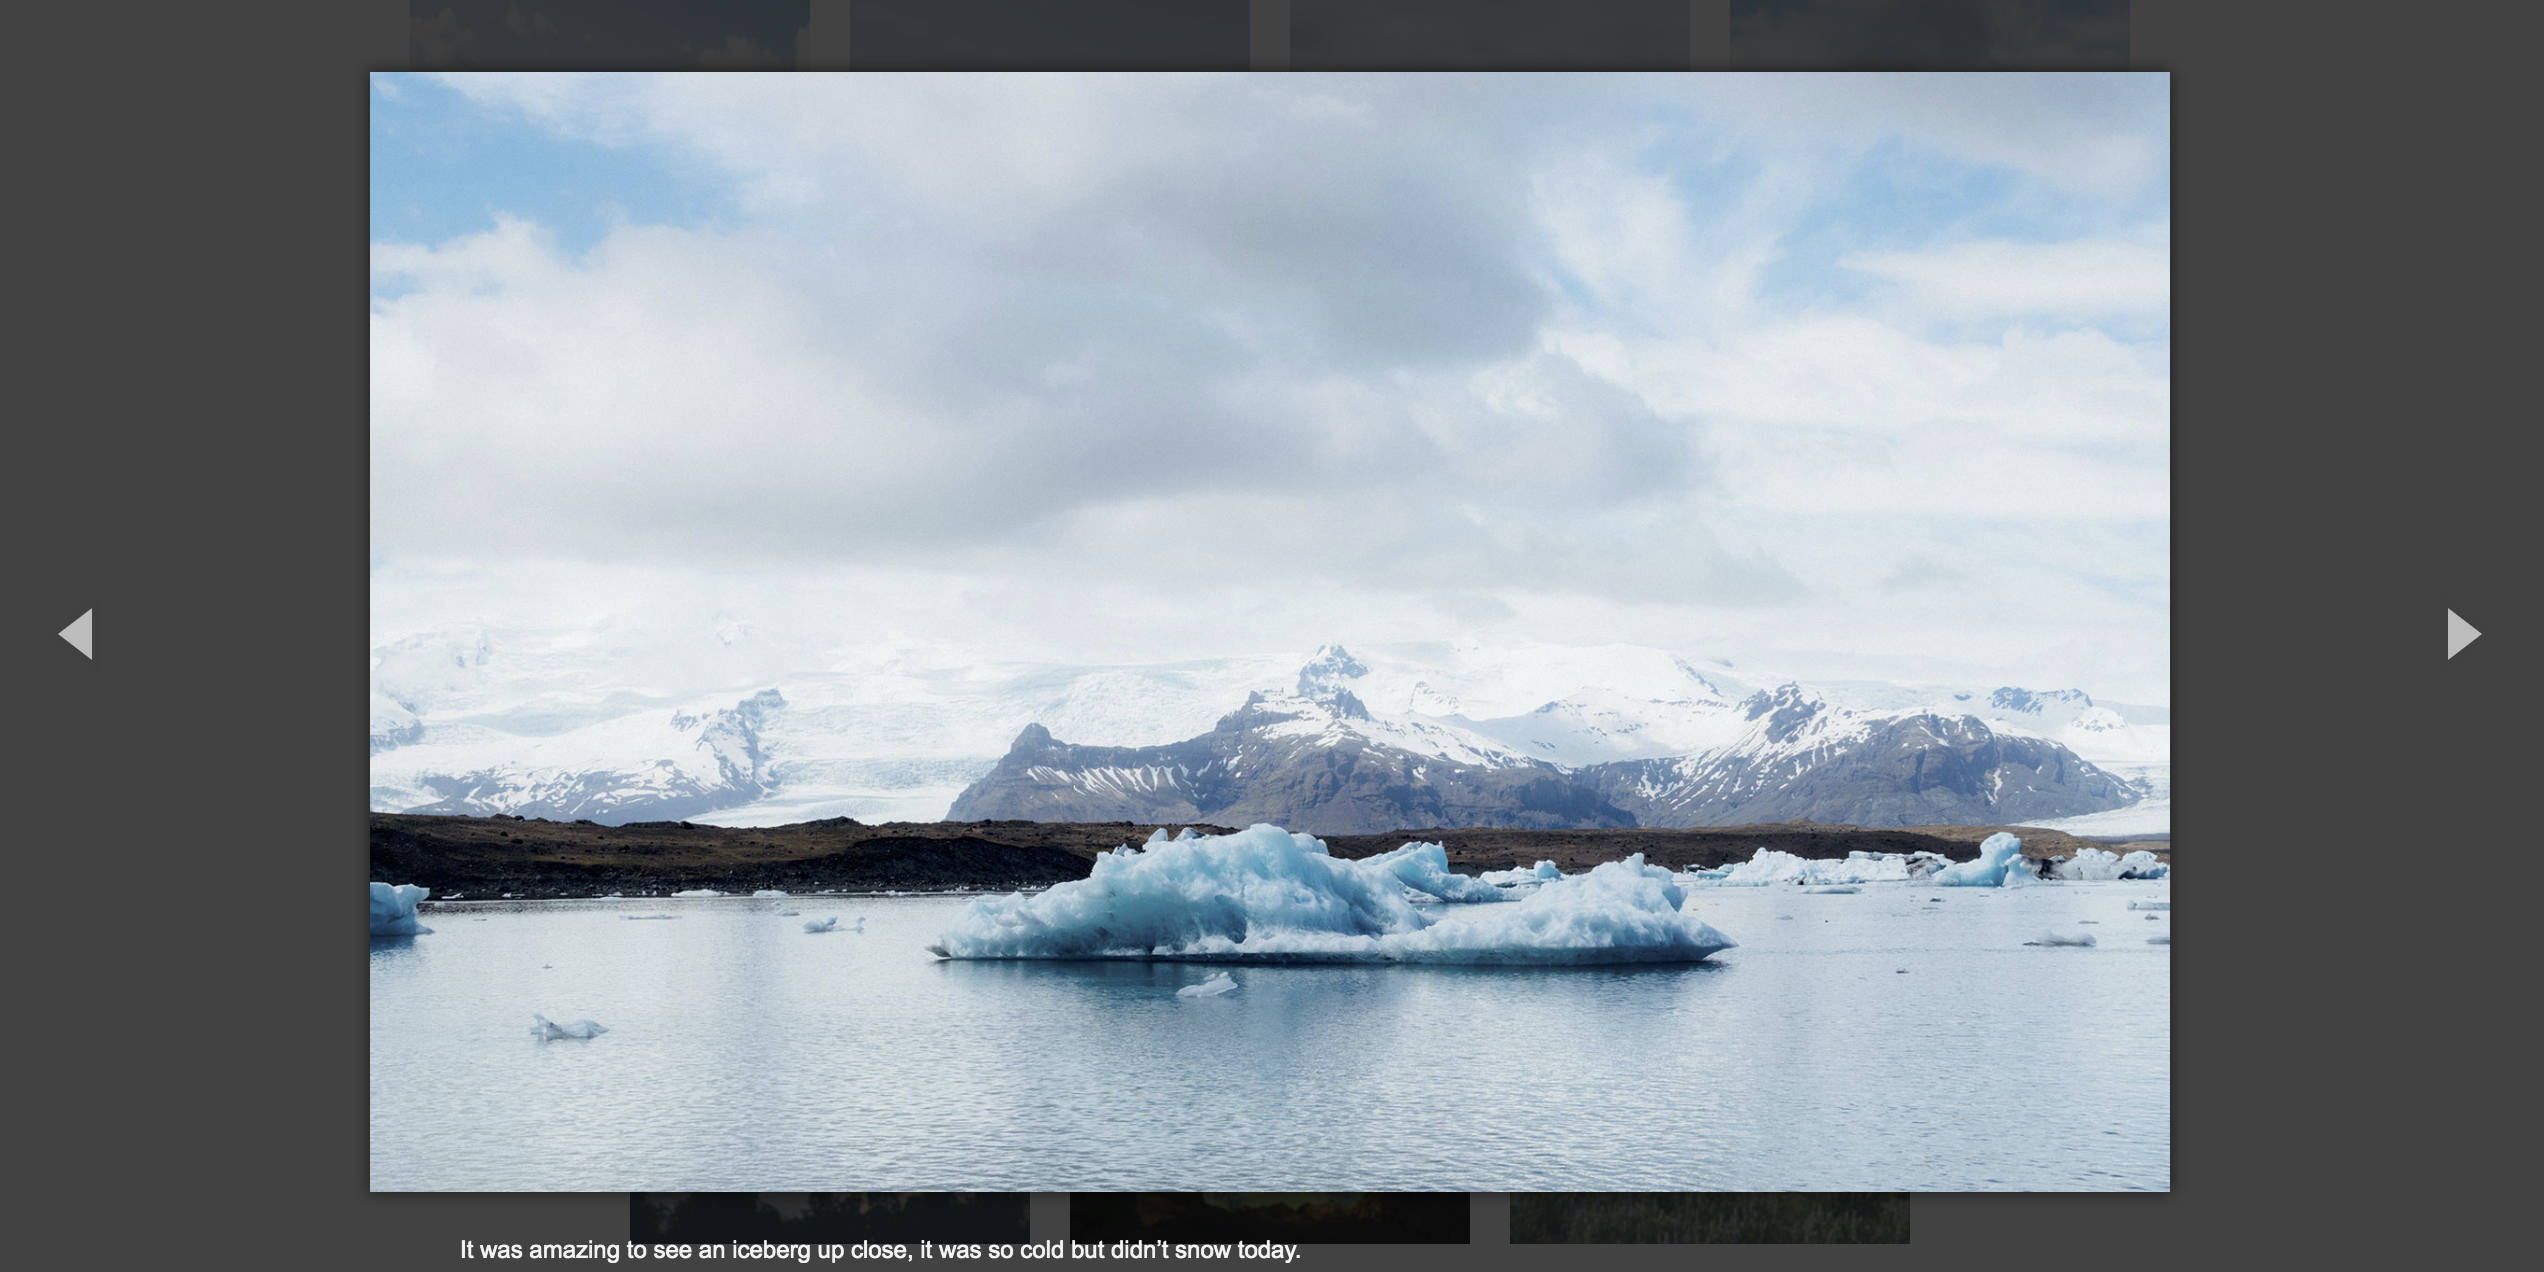 It was amazing to see an iceberg up close, it was so cold but didn’t snow today.